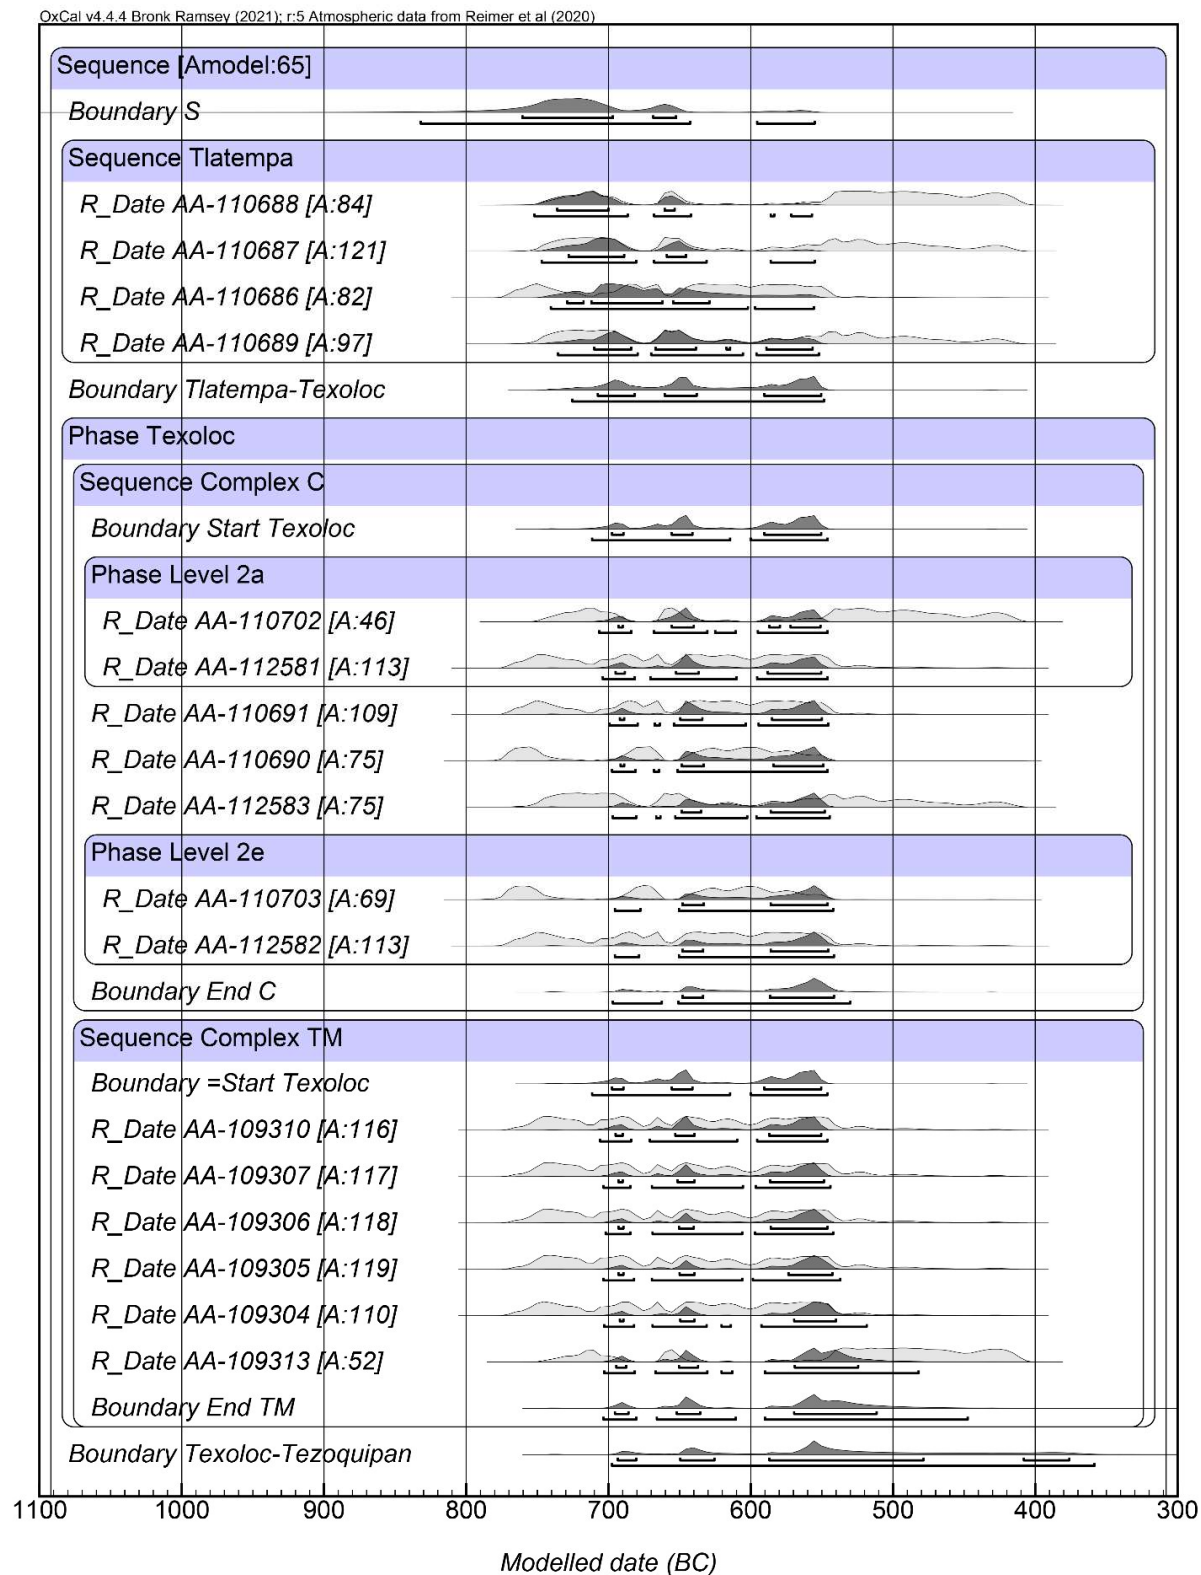 OxCal v4.4.4 Bronk Ramsey (2021); r:5 Atmospheric data from Reimer et al (2020)
Sequence [Amodel:65]
Boundary S
Sequence Tlatempa
R_Date AA-110688 [A:84]
R_Date AA-110687 [A:121]
R_Date AA-110686 [A:82]
R_Date AA-110689 [A:97]
Boundary Tlatempa-Texoloc
Phase Texoloc
Sequence Complex C
Boundary Start Texoloc
Phase Level 2a
R_Date AA-110702 [A:46]
R_Date AA-112581 [A:113]
R_Date AA-110691 [A:109]
R_Date AA-110690 [A:75]
R_Date AA-112583 [A:75]
Phase Level 2e
R_Date AA-110703 [A:69]
R_Date AA-112582 [A:113]
Boundary End C
Sequence Complex TM
Boundary =Start Texoloc
R_Date AA-109310 [A:116]
R_Date AA-109307 [A:117]
R_Date AA-109306 [A:118]
R_Date AA-109305 [A:119]
R_Date AA-109304 [A:110]
R_Date AA-109313 [A:52]
Boundary End TM
Boundary Texoloc-Tezoquipan
1100 1000 900 800 700 600 500 400 300
Modelled date (BC)